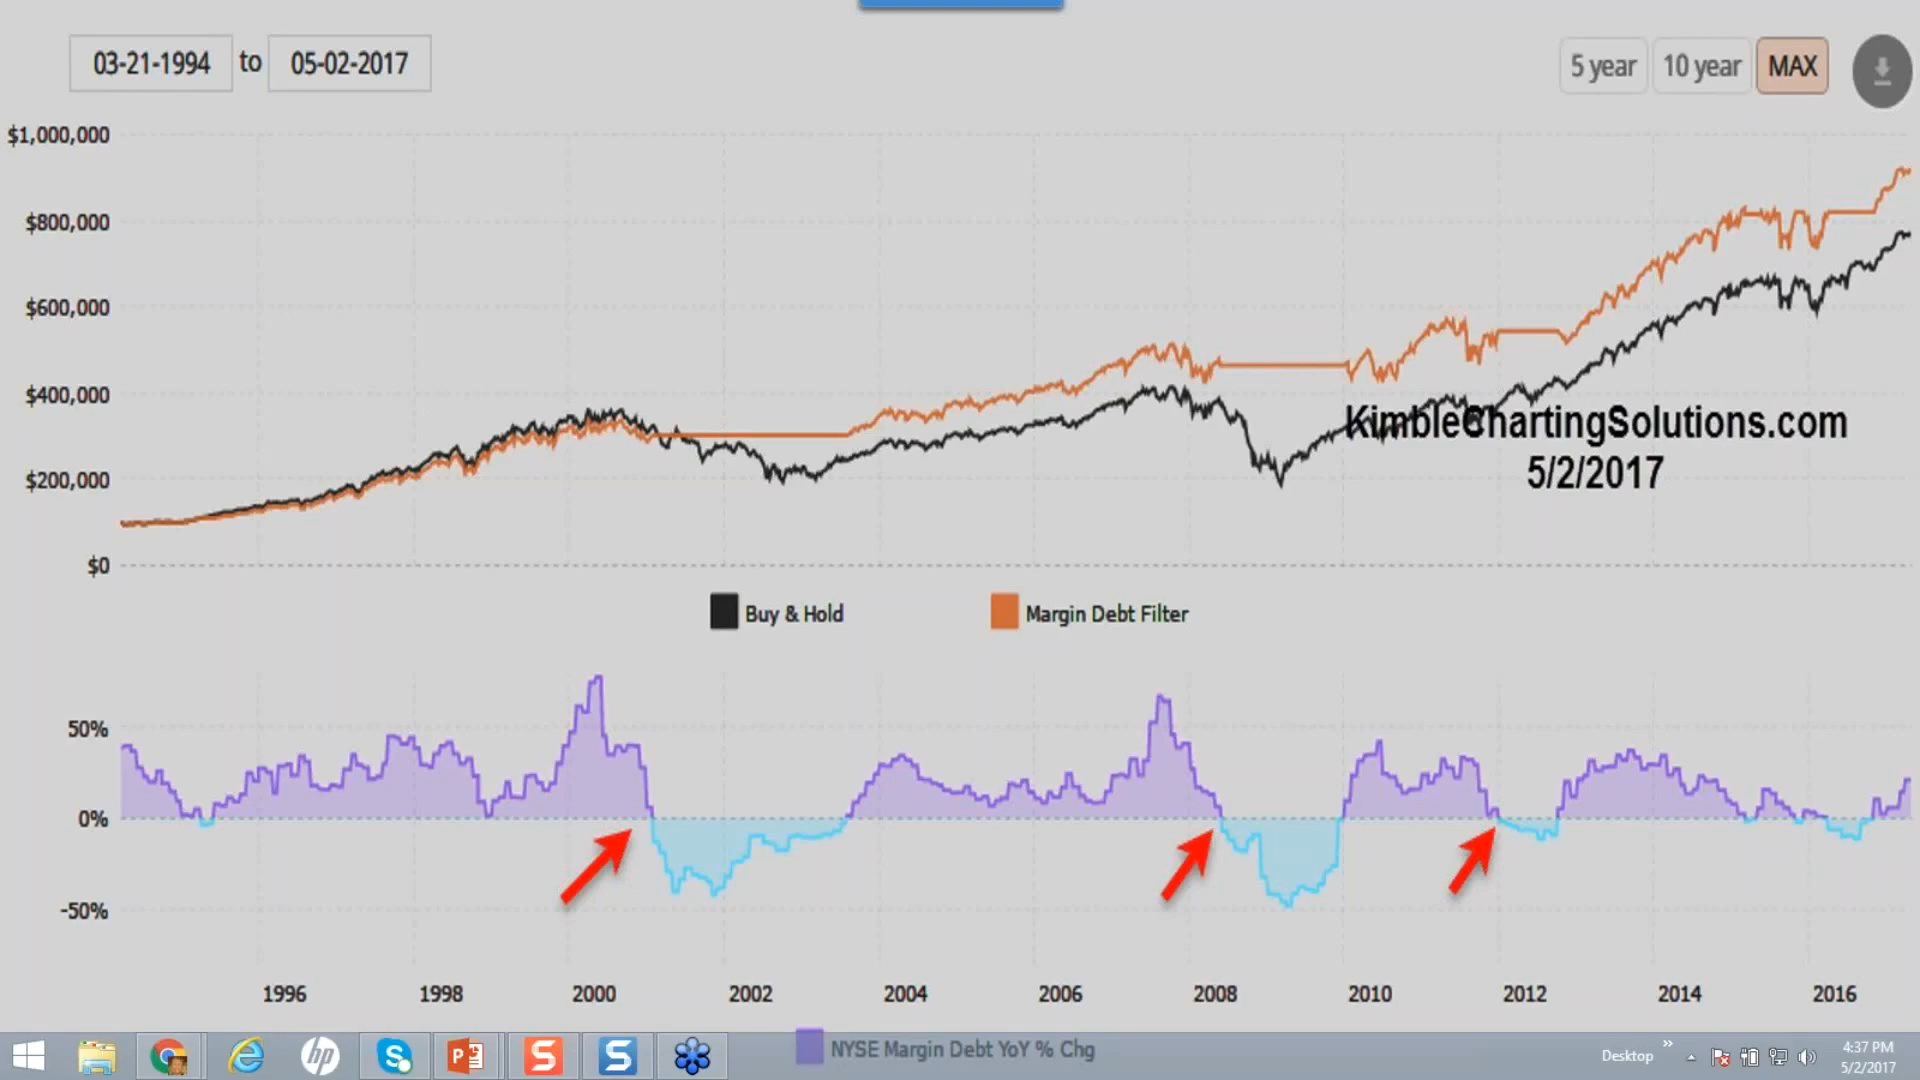 03-21-1994 to 05-02-2017
5 year 10 year MAX
$1,000,000
$800,000
$600,000
$400,000
$200,000
$0
KimbleChartingSolutions.com
5/2/2017
Buy & Hold Margin Debt Filter
50%
0%
-50%
1996 1998 2000 2002 2004 2006 2008 2010 2012 2014 2016
NYSE Margin Debt YoY % Chg
hp
S
P
S
S
Desktop
4:37 PM
5/2/2017